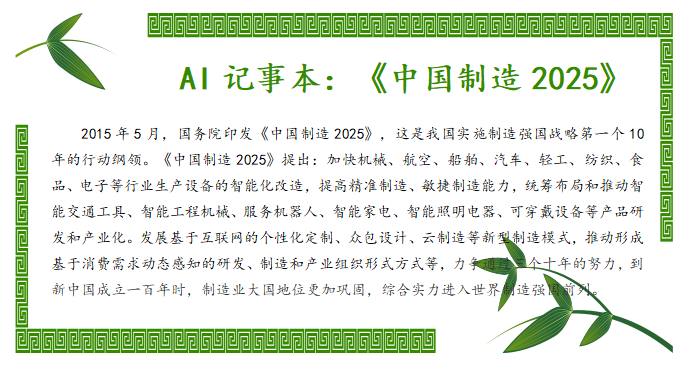 AI 记事本：《中国制造 2025》
2015 年 5 月，国务院印发《中国制造 2025》，这是我国实施制造强国战略第一个 10
年的行动纲领。《中国制造 2025》提出：加快机械、航空、船舶、汽车、轻工、纺织、食
品、电子等行业生产设备的智能化改造，提高精准制造、敏捷制造能力，统筹布局和推动智
能交通工具、智能工程机械、服务机器人、智能家电、智能照明电器、可穿戴设备等产品研
发和产业化。发展基于互联网的个性化定制、众包设计、云制造等新型制造模式，推动形成
基于消费需求动态感知的研发、制造和产业组织形式方式等，力争通过三个十年的努力，到
新中国成立一百年时，制造业大国地位更加巩固，综合实力进入世界制造强国前列。